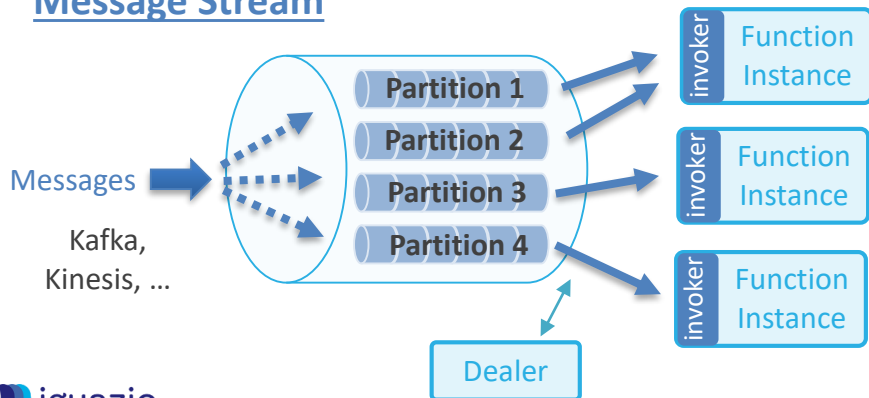 Message Stream
Messages
Kafka,
Kinesis, ...
Partition 1
Partition 2
Partition 3
Partition 4
invoker
Function
Instance
invoker
Function
Instance
invoker
Function
Instance
Dealer
iguazio